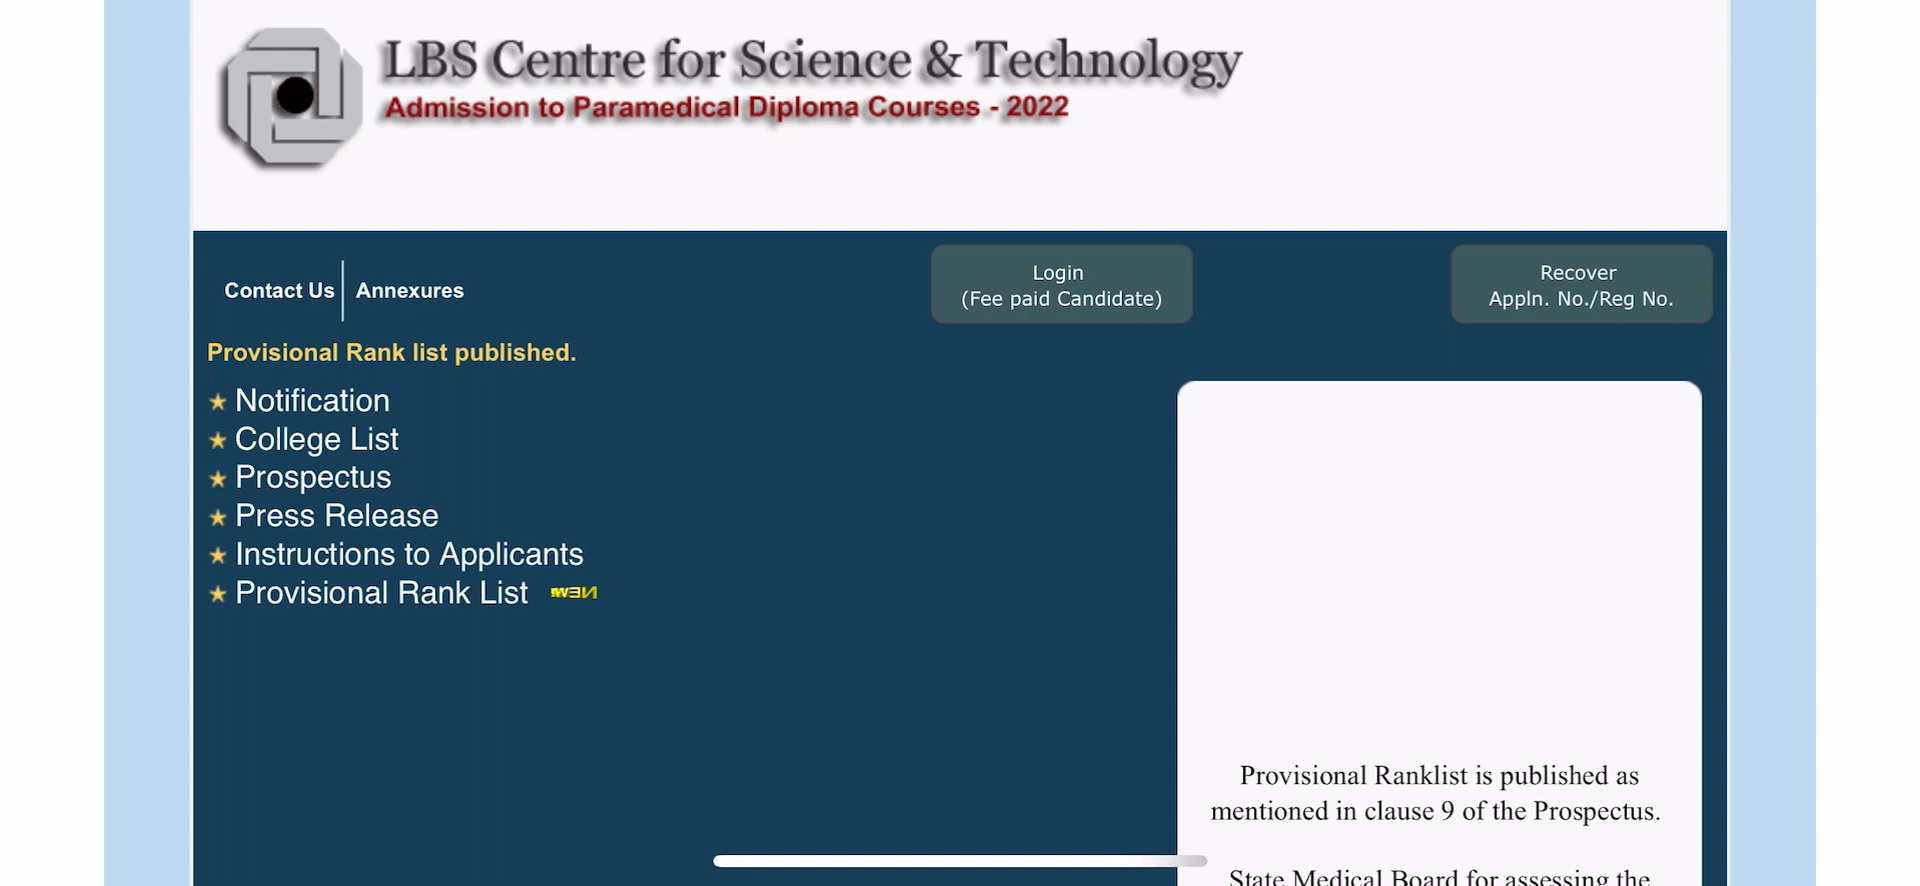 LBS Centre for Science & Technology
Admission to Paramedical Diploma Courses - 2022
Contact Us
Annexures
Login
(Fee paid Candidate)
Recover
Appln. No./Reg No.
Provisional Rank list published.
Notification
College List
Prospectus
Press Release
Instructions to Applicants
Provisional Rank List NEW
Provisional Ranklist is published as
mentioned in clause 9 of the Prospectus.
State Medical Board for assessing the